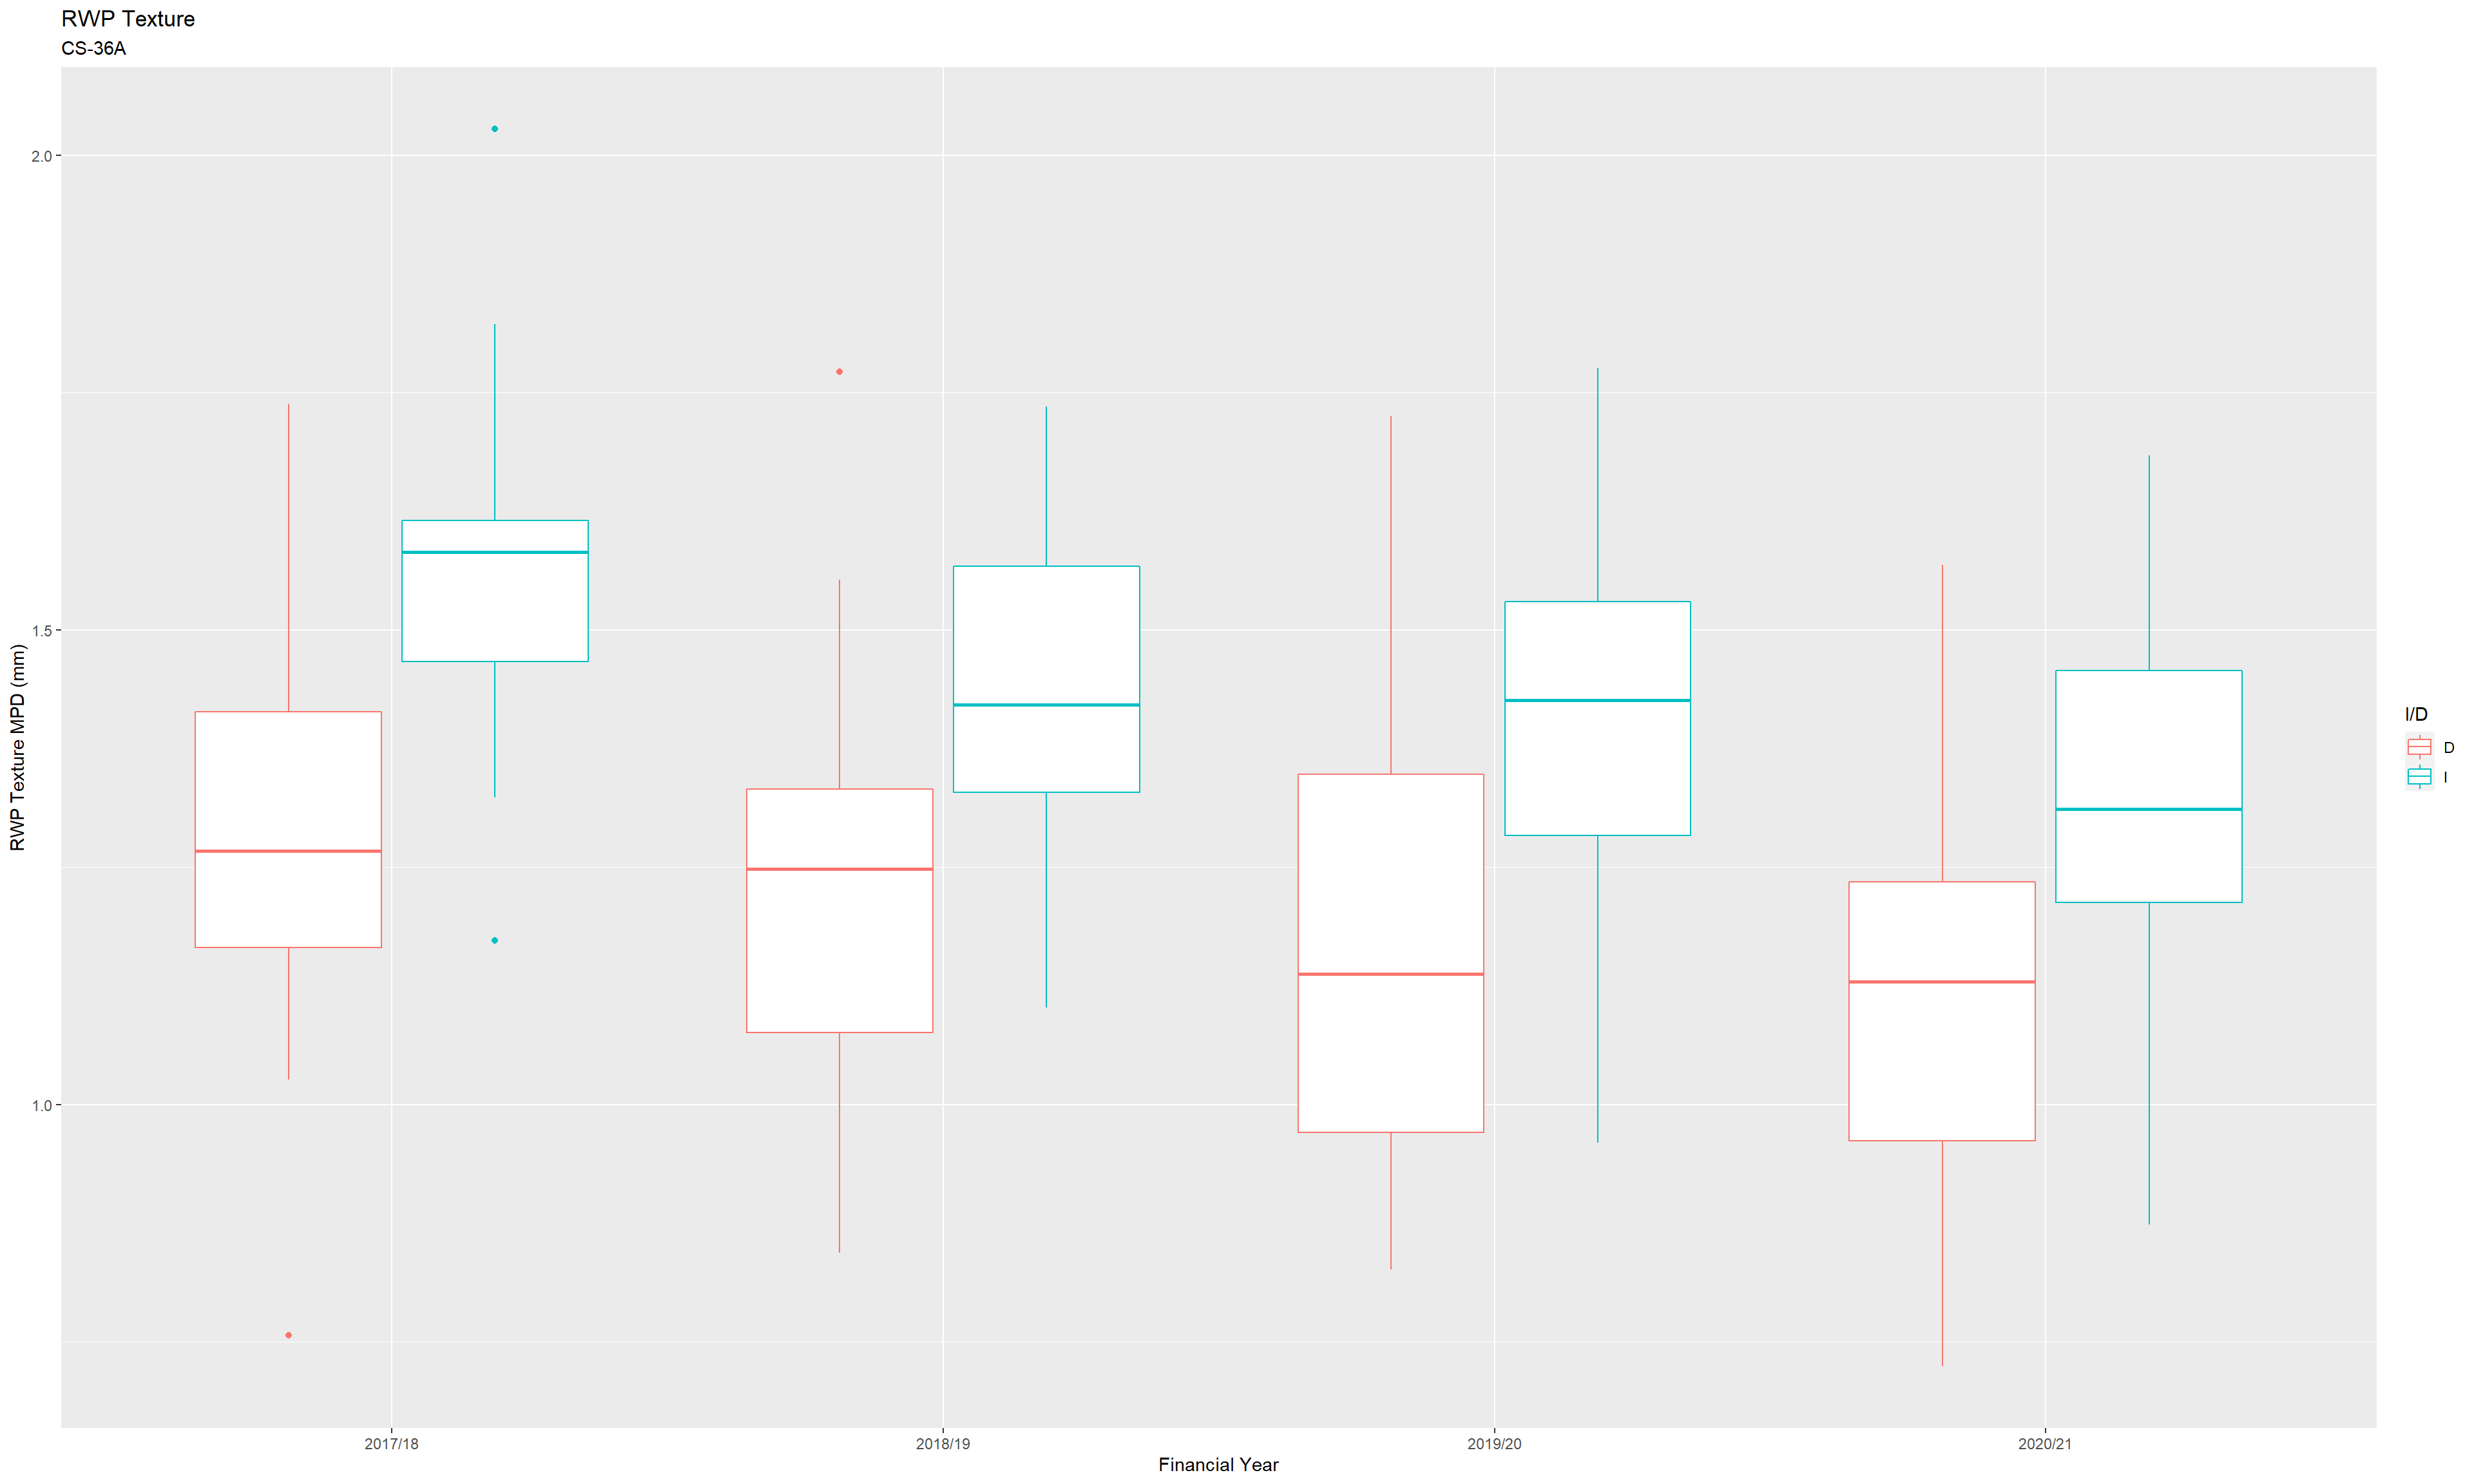 RWP Texture
CS-36A
RWP Texture MPD (mm)
2.0
1.5
1.0
2017/18
2018/19
2019/20
2020/21
Financial Year
I/D
D
I